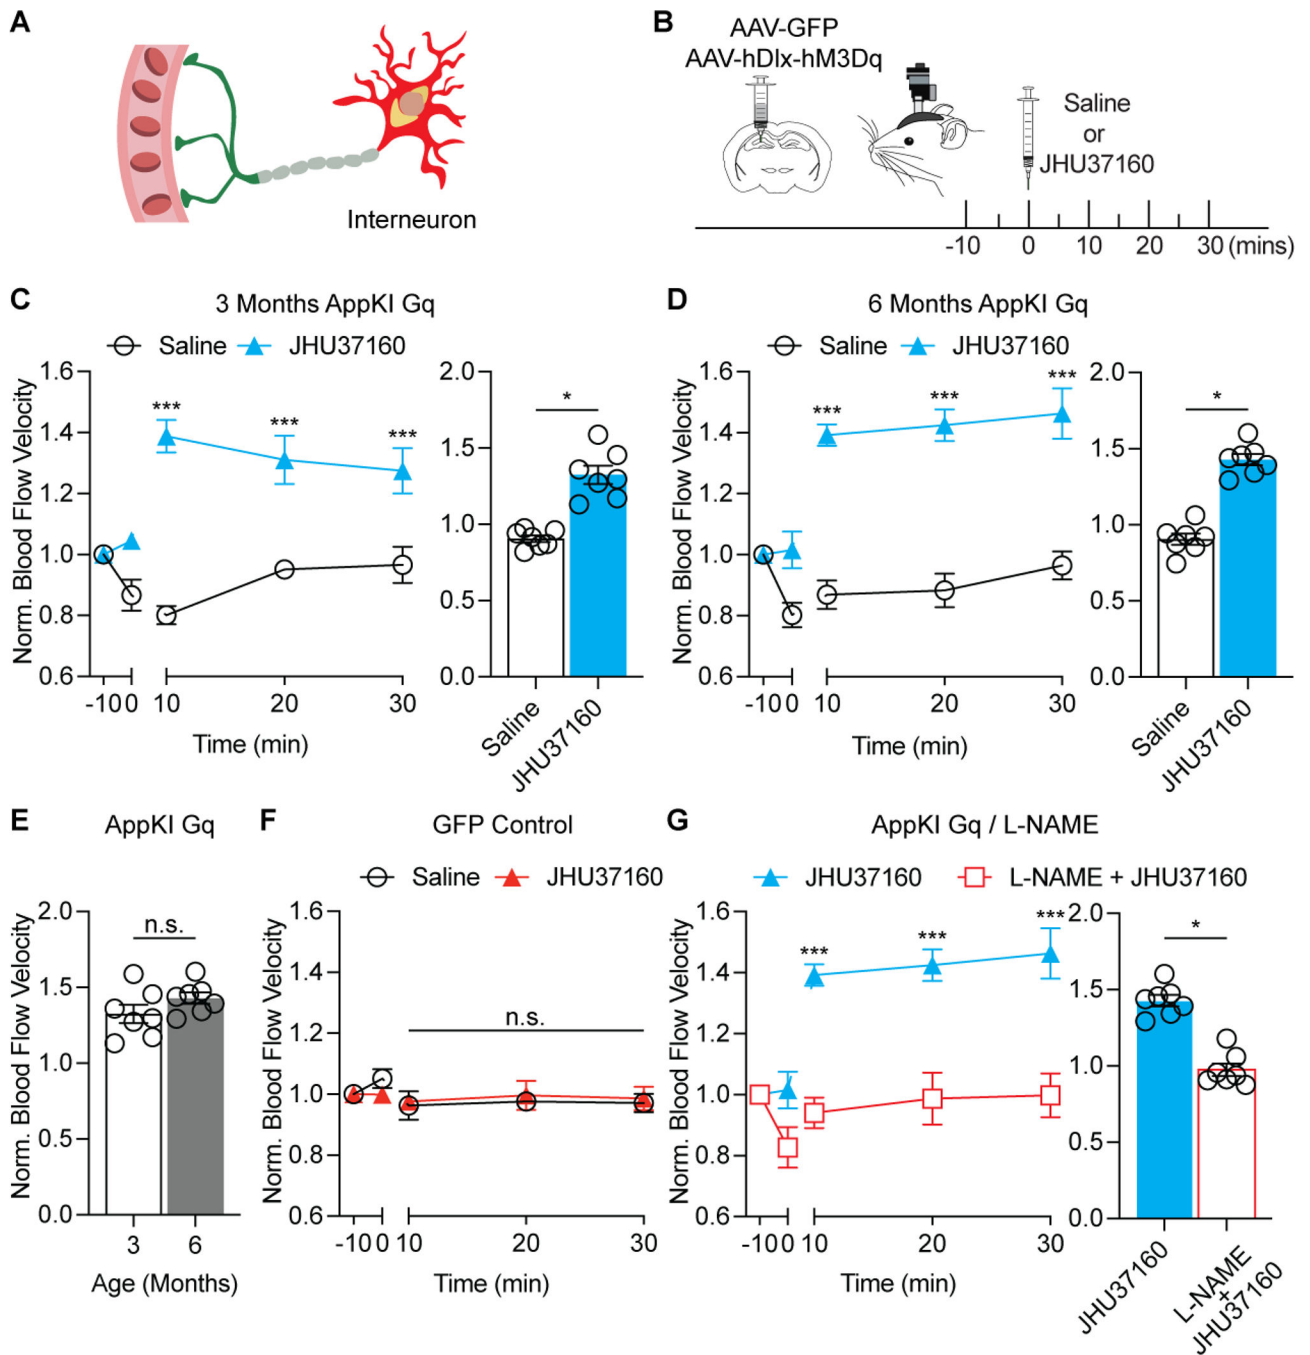 A
Interneuron
B
AAV-GFP
AAV-hDlx-hM3Dq
Saline
or
JHU37160
-10 0 10 20 30 (mins)
C
3 Months AppKI Gq
Saline JHU37160
Norm. Blood Flow Velocity
1.6
1.4
1.2
1.0
0.8
0.6
*** *** ***
-10 0 10 20 30
Time (min)
2.0
1.5
1.0
0.5
0.0
*
Saline
JHU37160
D
6 Months AppKI Gq
Saline JHU37160
Norm. Blood Flow Velocity
1.6
1.4
1.2
1.0
0.8
0.6
*** *** ***
-10 0 10 20 30
Time (min)
2.0
1.5
1.0
0.5
0.0
*
Saline
JHU37160
E
AppKI Gq
Norm. Blood Flow Velocity
2.0
1.5
1.0
0.5
0.0
n.s.
3 6
Age (Months)
F
GFP Control
Saline JHU37160
Norm. Blood Flow Velocity
1.6
1.4
1.2
1.0
0.8
0.6
n.s.
-10 0 10 20 30
Time (min)
G
AppKI Gq / L-NAME
JHU37160 L-NAME + JHU37160
Norm. Blood Flow Velocity
1.6
1.4
1.2
1.0
0.8
0.6
*** *** ***
-10 0 10 20 30
Time (min)
2.0
1.5
1.0
0.5
0.0
*
JHU37160
L-NAME
+
JHU37160